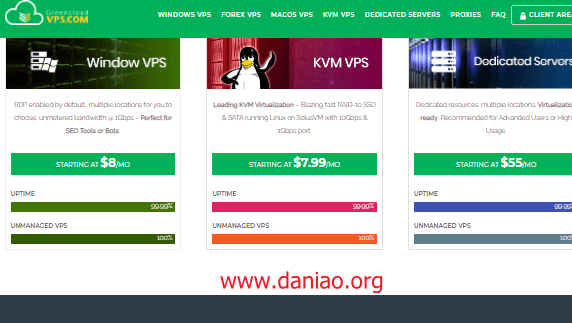 Greencloud
VPS.COM
WINDOWS VPS FOREX VPS MACOS VPS KVM VPS DEDICATED SERVERS PROXIES FAQ CLIENT AREA
Window VPS
KVM VPS
Dedicated Servers
RDP enabled by default, multiple locations for you to
choose, unmetered bandwidth @ 1Gbps – Perfect for
SEO Tools or Bots.
Leading KVM Virtualization – Blazing fast RAID-10 SSD
& SATA running Linux on SolusVM with 10Gbps &
1Gbps port.
Dedicated resources, multiple locations, Virtualization
ready. Recommended for Advanded Users or High
Usage.
STARTING AT $8/MO
STARTING AT $7.99/MO
STARTING AT $55/MO
UPTIME
99.99%
UNMANAGED VPS
100%
UPTIME
99.99%
UNMANAGED VPS
100%
UPTIME
99.99%
UNMANAGED VPS
100%
www.daniao.org